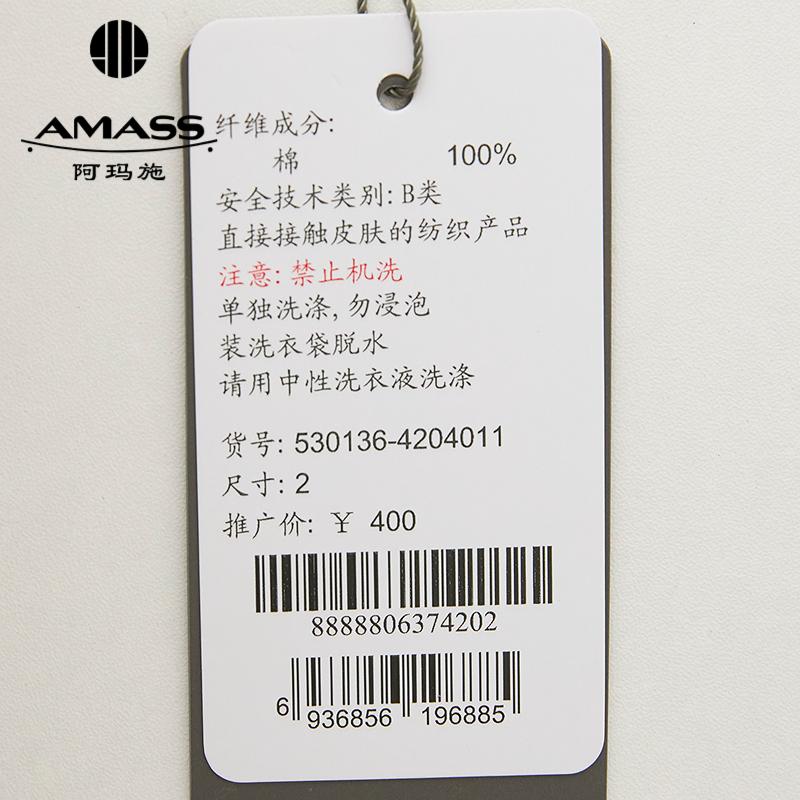 AMASS
阿玛施
纤维成分:
棉 100%
安全技术类别: B类
直接接触皮肤的纺织产品
注意: 禁止机洗
单独洗涤, 勿浸泡
装洗衣袋脱水
请用中性洗衣液洗涤
货号: 530136-4204011
尺寸: 2
推广价: ￥ 400
8888806374202
6 936856 196885